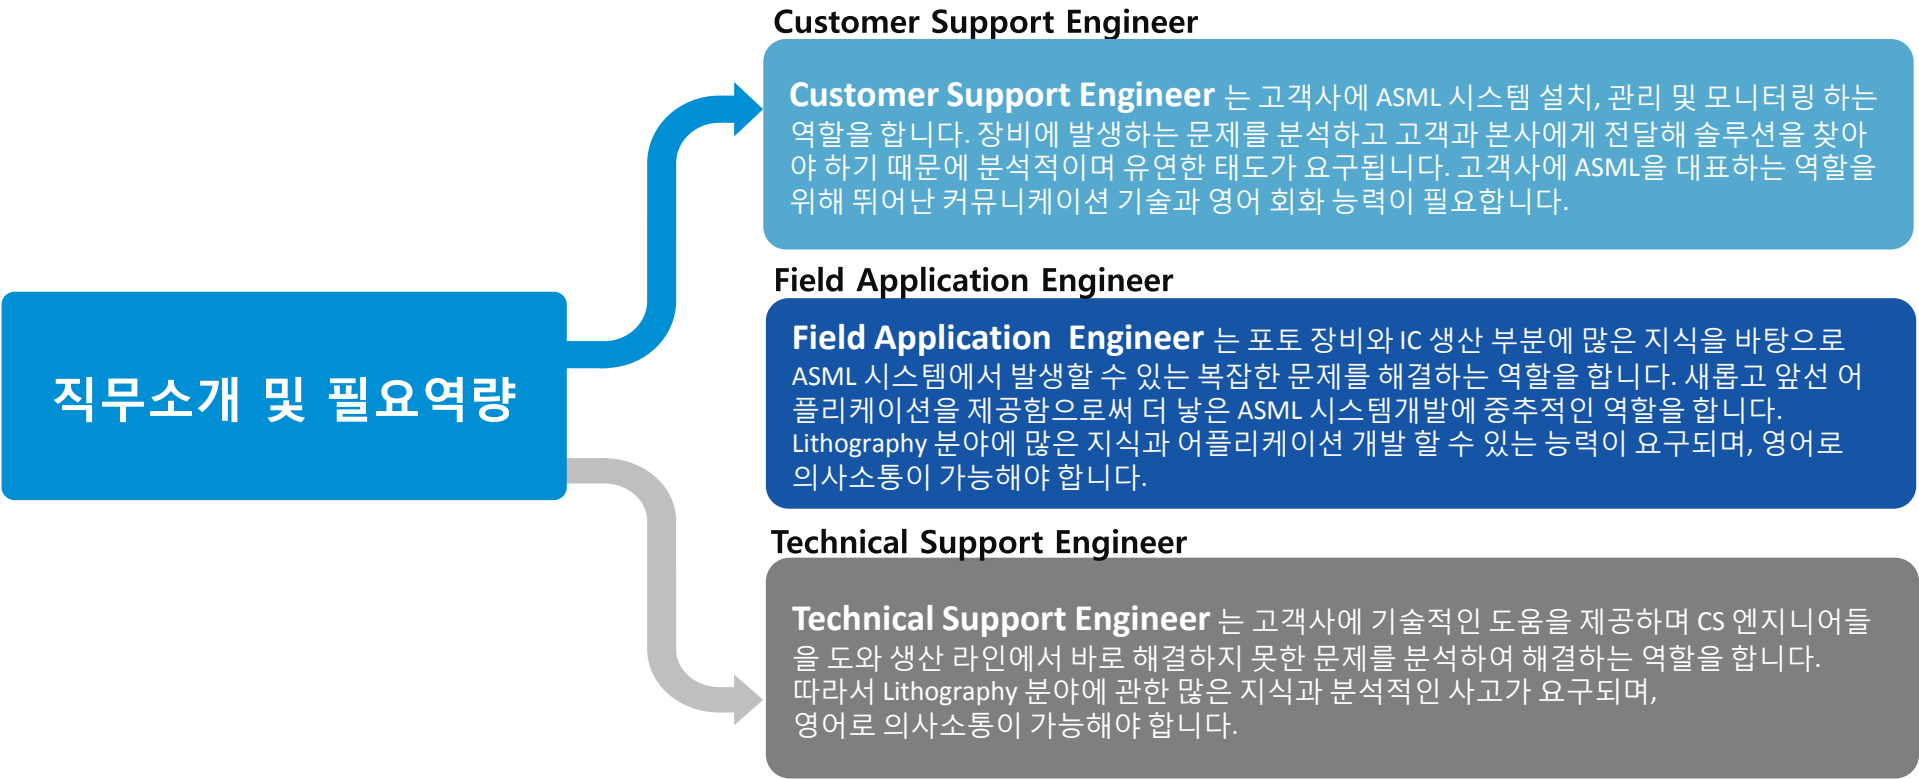 직무소개 및 필요역량
Customer Support Engineer
Customer Support Engineer 는 고객사에 ASML 시스템 설치, 관리 및 모니터링 하는
역할을 합니다. 장비에 발생하는 문제를 분석하고 고객과 본사에게 전달해 솔루션을 찾아
야 하기 때문에 분석적이며 유연한 태도가 요구됩니다. 고객사에 ASML을 대표하는 역할을
위해 뛰어난 커뮤니케이션 기술과 영어 회화 능력이 필요합니다.
Field Application Engineer
Field Application Engineer 는 포토 장비와 IC 생산 부분에 많은 지식을 바탕으로
ASML 시스템에서 발생할 수 있는 복잡한 문제를 해결하는 역할을 합니다. 새롭고 앞선 어
플리케이션을 제공함으로써 더 낳은 ASML 시스템개발에 중추적인 역할을 합니다.
Lithography 분야에 많은 지식과 어플리케이션 개발 할 수 있는 능력이 요구되며, 영어로
의사소통이 가능해야 합니다.
Technical Support Engineer
Technical Support Engineer 는 고객사에 기술적인 도움을 제공하며 CS 엔지니어들
을 도와 생산 라인에서 바로 해결하지 못한 문제를 분석하여 해결하는 역할을 합니다.
따라서 Lithography 분야에 관한 많은 지식과 분석적인 사고가 요구되며,
영어로 의사소통이 가능해야 합니다.